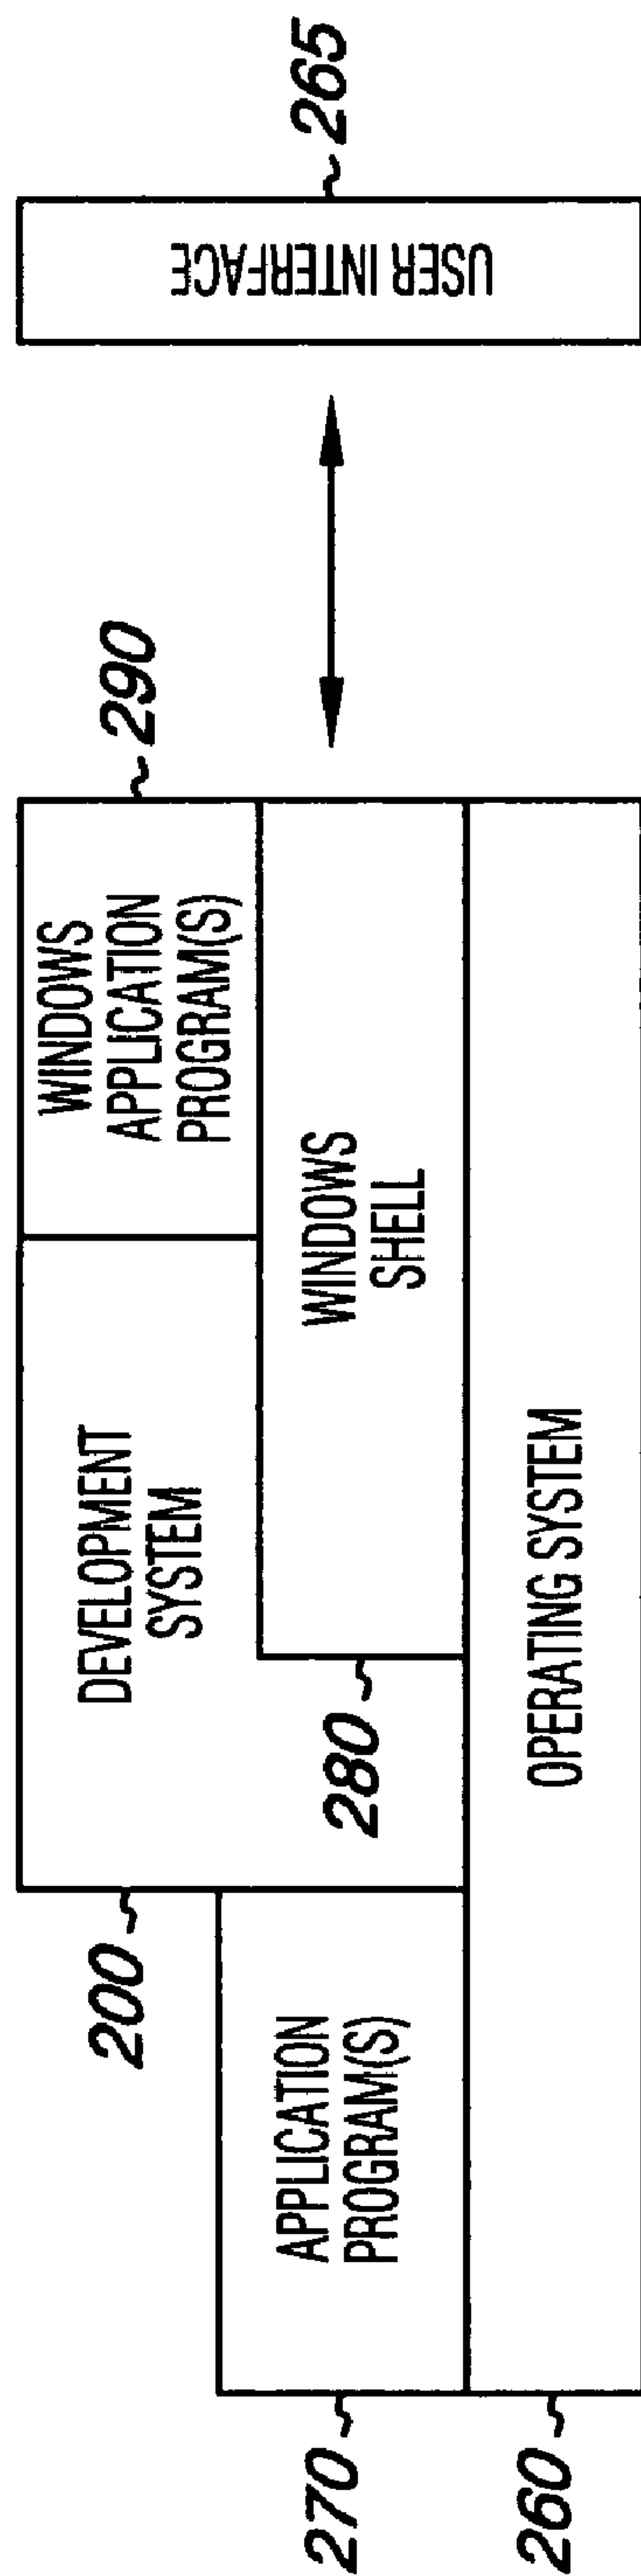 200
DEVELOPMENT
SYSTEM
WINDOWS
APPLICATION
PROGRAM(S)
290
270
APPLICATION
PROGRAM(S)
280
WINDOWS
SHELL
260
OPERATING SYSTEM
USER INTERFACE
265